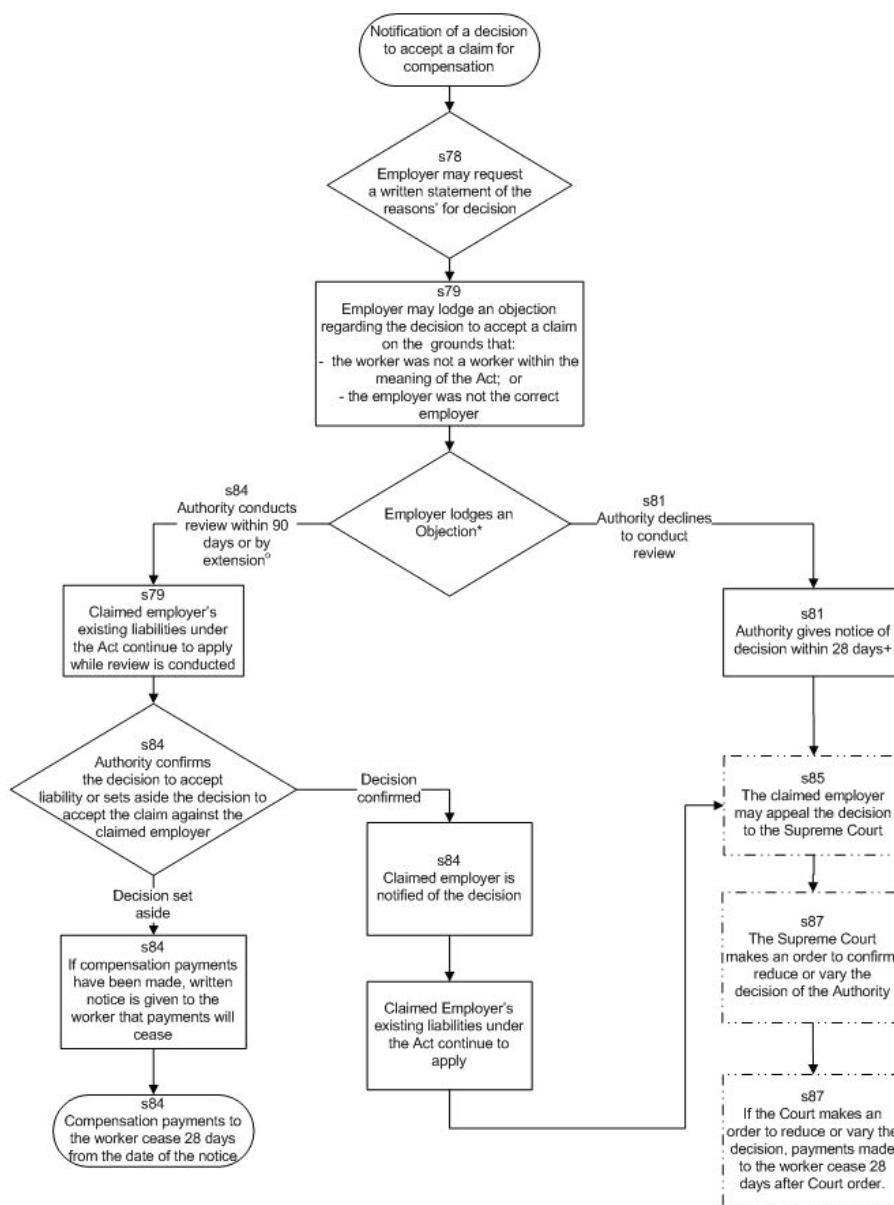 Notification of a decision
to accept a claim for
compensation
s78
Employer may request
a written statement of the
reasons' for decision
s79
Employer may lodge an objection
regarding the decision to accept a claim
on the grounds that:
- the worker was not a worker within the
meaning of the Act; or
- the employer was not the correct
employer
s84
Authority conducts
review within 90
days or by
extension°
Employer lodges an
Objection*
s81
Authority declines
to conduct
review
s79
Claimed employer's
existing liabilities under
the Act continue to apply
while review is conducted
s81
Authority gives notice of
decision within 28 days+
s84
Authority confirms
the decision to accept
liability or sets aside the decision to
accept the claim against the
claimed employer
Decision
confirmed
s85
The claimed employer
may appeal the decision
to the Supreme Court
s84
Claimed employer is
notified of the decision
Decision set
aside
s84
If compensation payments
have been made, written
notice is given to the
worker that payments will
cease
s87
The Supreme Court
makes an order to confirm
reduce or vary the
decision of the Authority
Claimed Employer's
existing liabilities under
the Act continue to
apply
s84
Compensation payments to
the worker cease 28 days
from the date of the notice
s87
If the Court makes an
order to reduce or vary the
decision, payments made
to the worker cease 28
days after Court order.